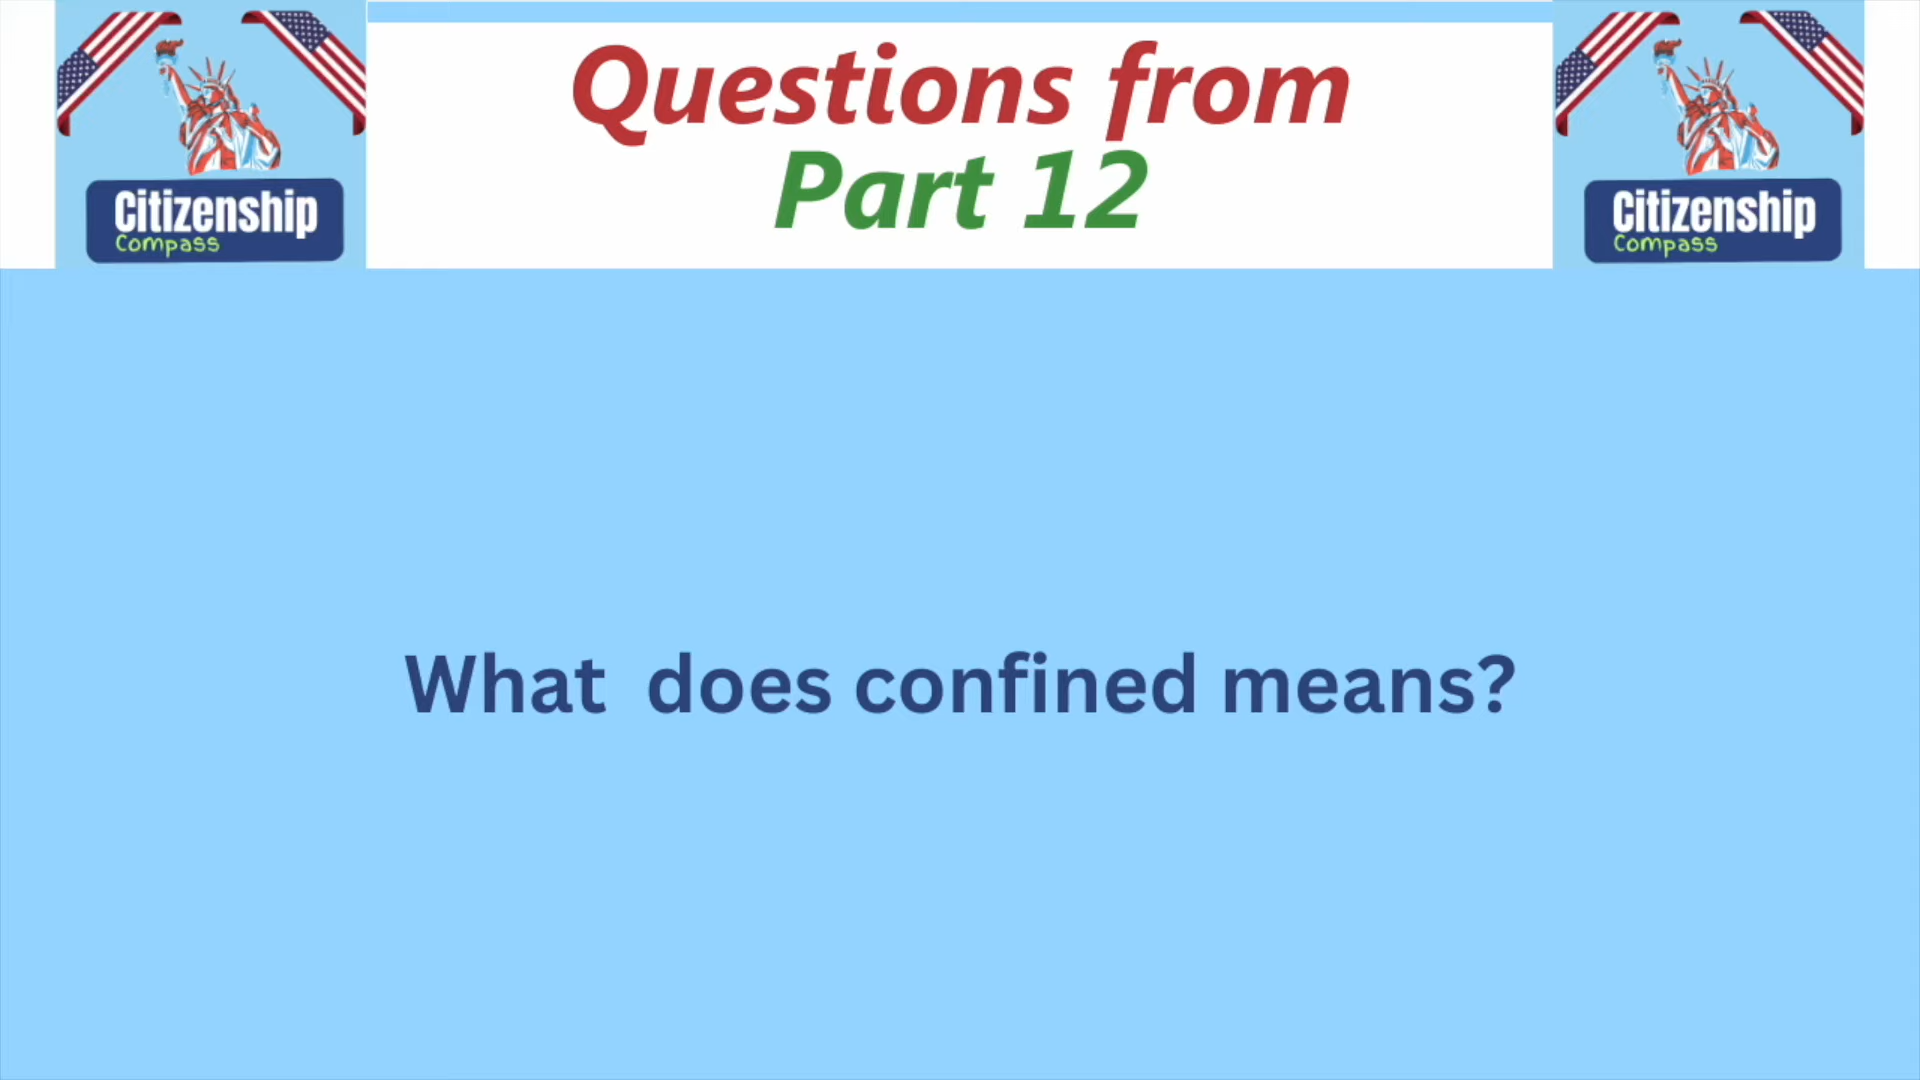 Questions from
Part 12
Citizenship
Compass
Citizenship
Compass
What does confined means?